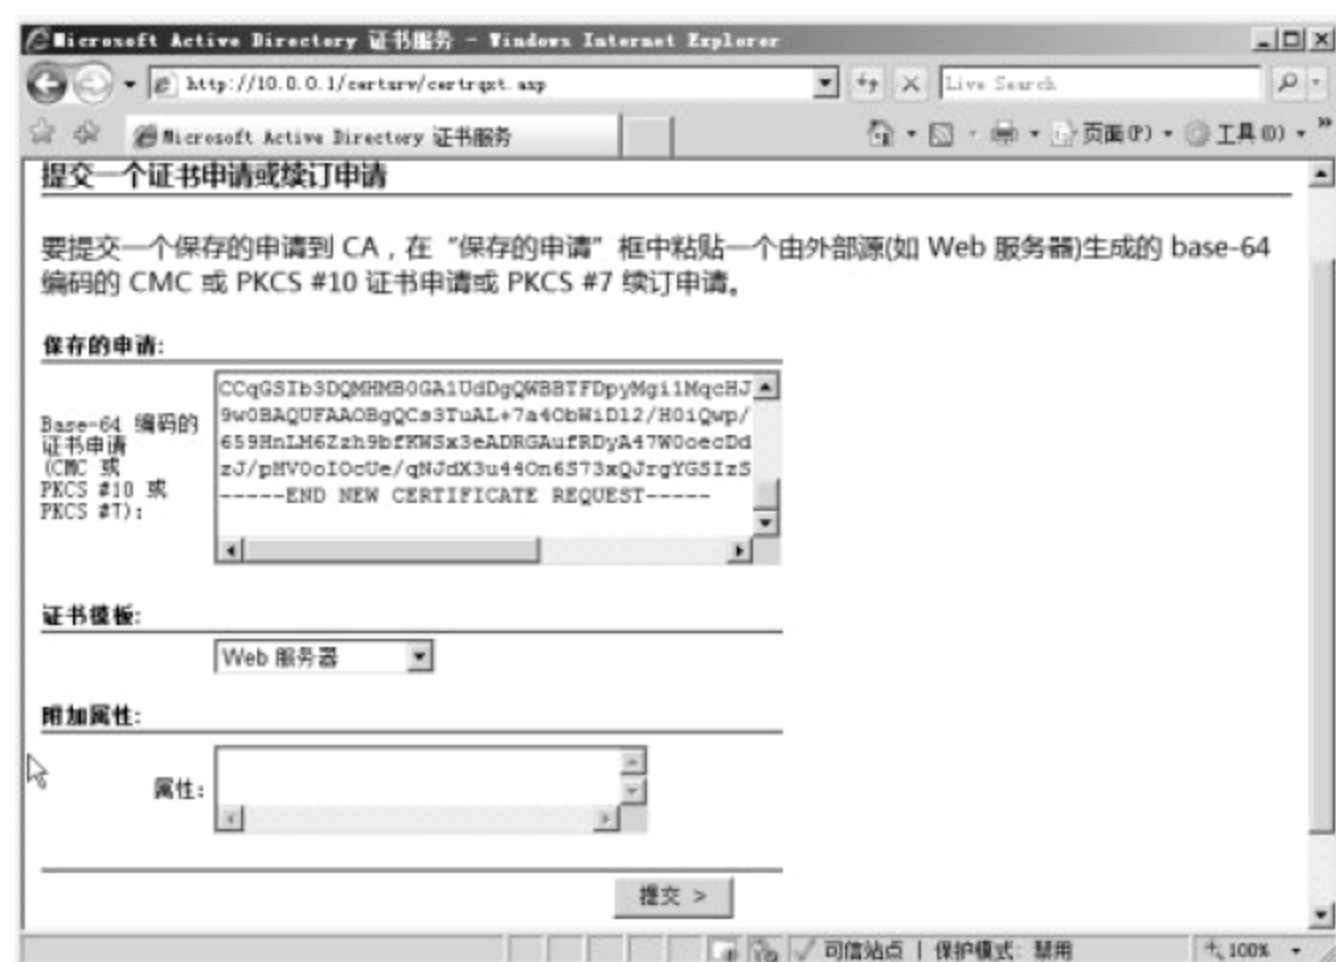 Microsoft Active Directory 证书服务 - Windows Internet Explorer
http://10.0.0.1/certsrv/certrqxt.asp
Live Search
Microsoft Active Directory 证书服务
页面(P)
工具(O)
提交一个证书申请或续订申请
要提交一个保存的申请到 CA，在“保存的申请”框中粘贴一个由外部源(如 Web 服务器)生成的 base-64
编码的 CMC 或 PKCS #10 证书申请或 PKCS #7 续订申请。
保存的申请:
Base-64 编码的
证书申请
(CMC 或
PKCS #10 或
PKCS #7):
CCqGSIb3DQMHMB0GA1UdDgQWBBTFDpyMgi1MqcHJ
9w0BAQUFAAOBgQCs3TuAL+7a4ObWiD12/H0iQwp/
659HnLM6Zzh9bfKWSx3eADRGAufRDyA47W0oecDd
zJ/pHV0oIOcUe/qNJdX3u44On6S73xQJrgYGSIzS
-----END NEW CERTIFICATE REQUEST-----
证书模板:
Web 服务器
附加属性:
属性:
提交 >
可信站点 | 保护模式: 禁用
100%